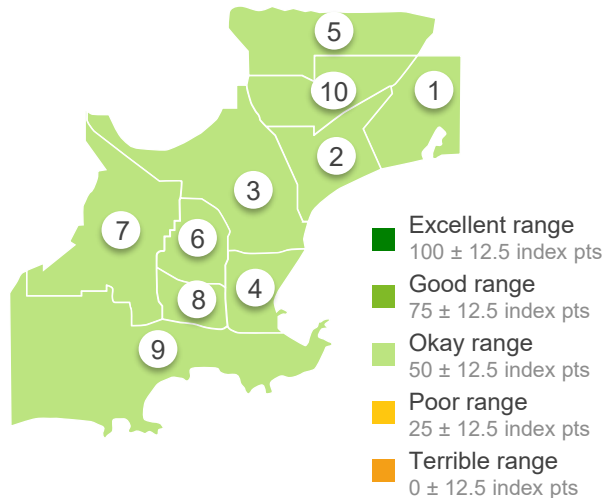 5
10
1
2
3
7
6
4
8
9
Excellent range
100 ± 12.5 index pts
Good range
75 ± 12.5 index pts
Okay range
50 ± 12.5 index pts
Poor range
25 ± 12.5 index pts
Terrible range
0 ± 12.5 index pts